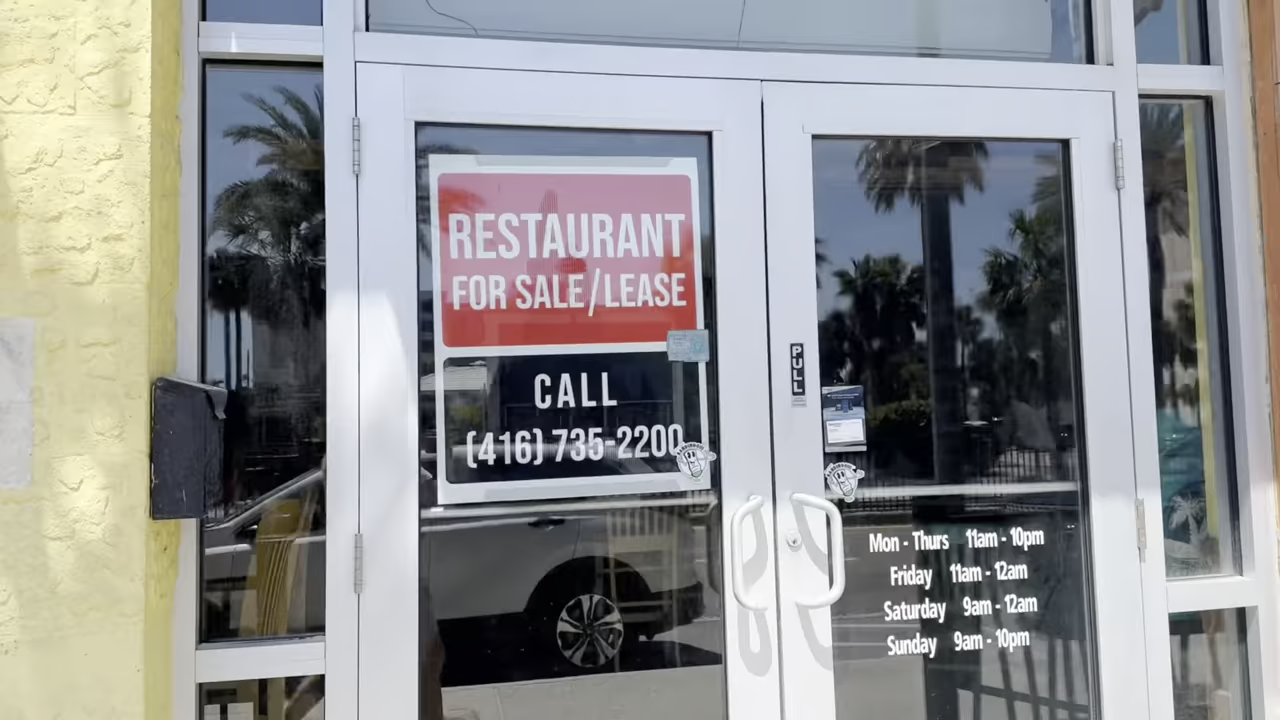 RESTAURANT
FOR SALE/LEASE
CALL
(416) 735-2200
PULL
Mon - Thurs 11am - 10pm
Friday 11am - 12am
Saturday 9am - 12am
Sunday 9am - 10pm